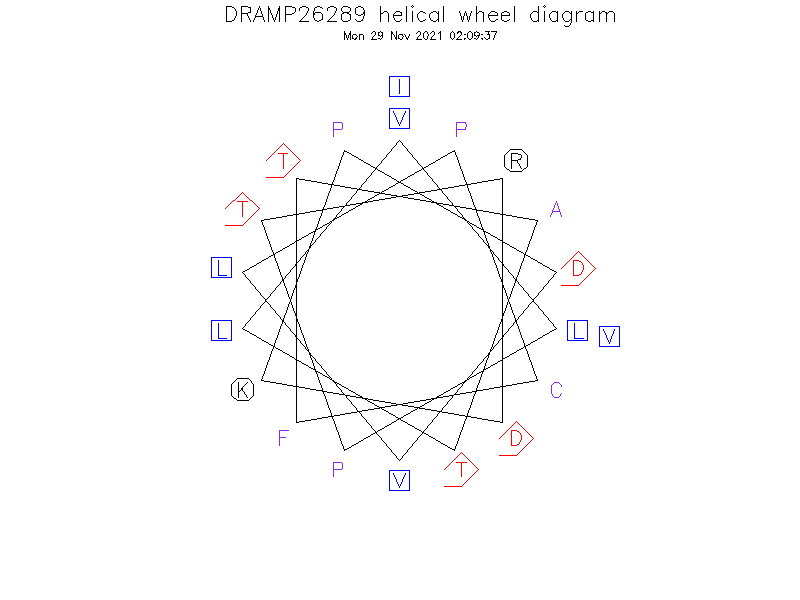 DRAMP26289 helical wheel diagram
Mon 29 Nov 2021 02:09:37
I
V
P P
T R
T A
L D
L L V
K C
F D
P V T